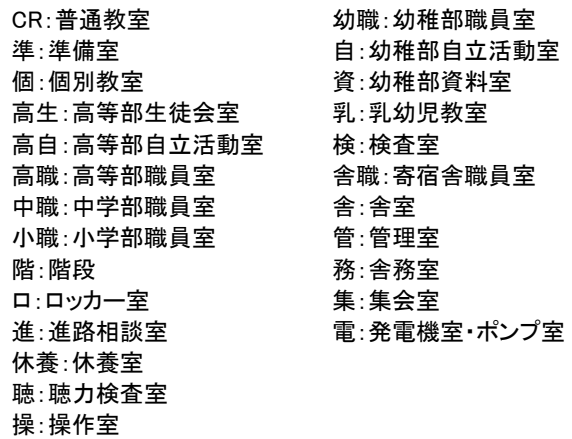 CR：普通教室
準：準備室
個：個別教室
高生：高等部生徒会室
高自：高等部自立活動室
高職：高等部職員室
中職：中学部職員室
小職：小学部職員室
階：階段
ロ：ロッカー室
進：進路相談室
休養：休養室
聴：聴力検査室
操：操作室
幼職：幼稚部職員室
自：幼稚部自立活動室
資：幼稚部資料室
乳：乳幼児教室
検：検査室
舎職：寄宿舎職員室
舎：舎室
管：管理室
務：舎務室
集：集会室
電：発電機室・ポンプ室